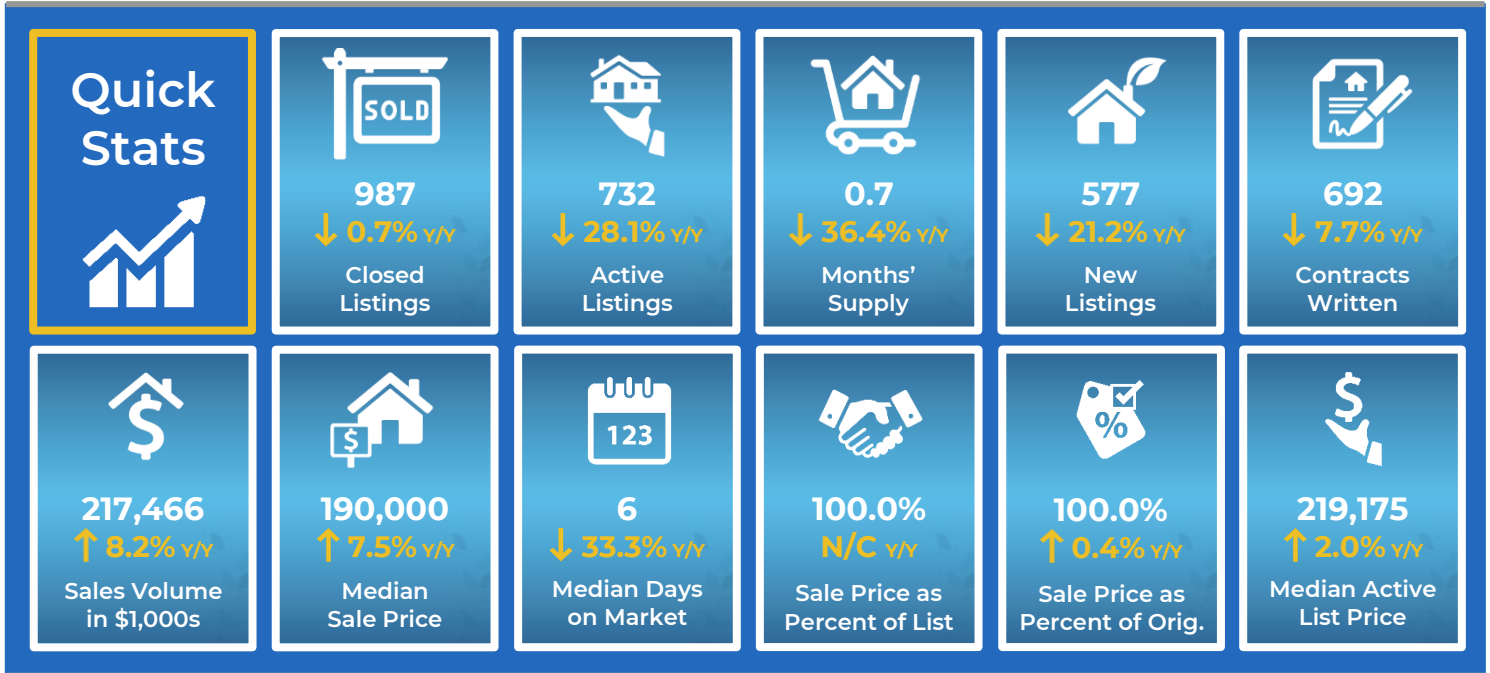 Quick
Stats
SOLD
987
↓ 0.7% Y/Y
Closed
Listings
732
↓ 28.1% Y/Y
Active
Listings
0.7
↓ 36.4% Y/Y
Months'
Supply
577
↓ 21.2% Y/Y
New
Listings
692
↓ 7.7% Y/Y
Contracts
Written
$
217,466
↑ 8.2% Y/Y
Sales Volume
in $1,000s
$
190,000
↑ 7.5% Y/Y
Median
Sale Price
123
6
↓ 33.3% Y/Y
Median Days
on Market
100.0%
N/C Y/Y
Sale Price as
Percent of List
%
100.0%
↑ 0.4% Y/Y
Sale Price as
Percent of Orig.
$
219,175
↑ 2.0% Y/Y
Median Active
List Price